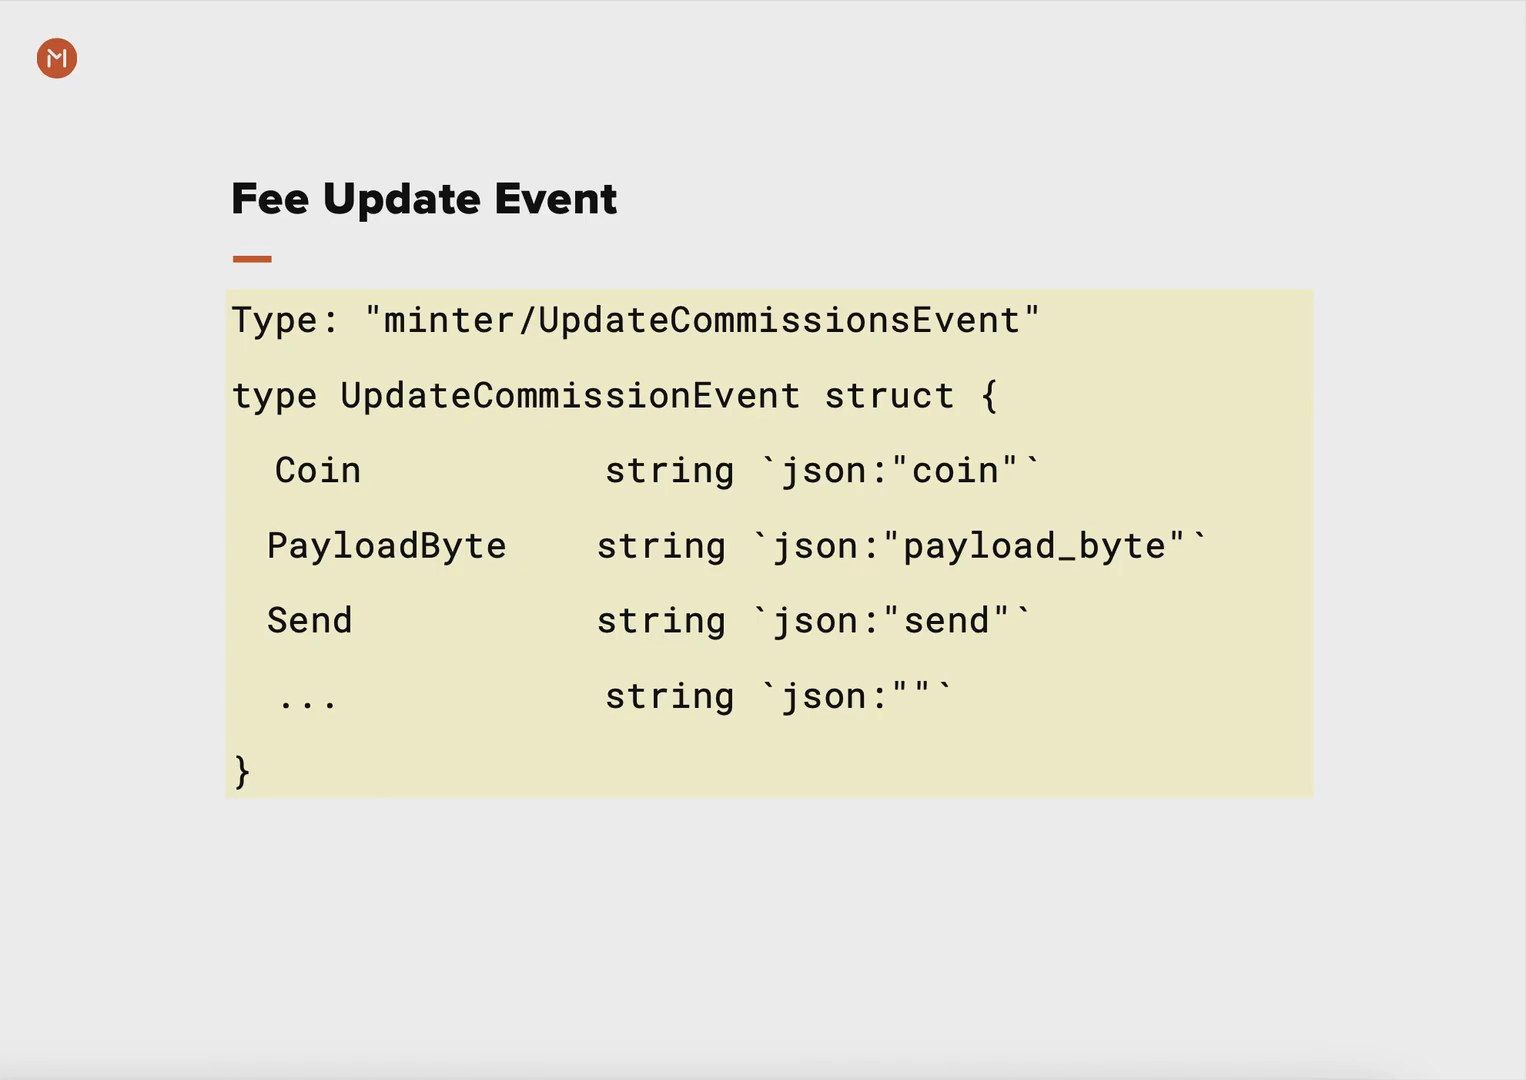 Fee Update Event
Type: "minter/UpdateCommissionsEvent"
type UpdateCommissionEvent struct {
Coin string `json:"coin"`
PayloadByte string `json:"payload_byte"`
Send string `json:"send"`
... string `json:""`
}